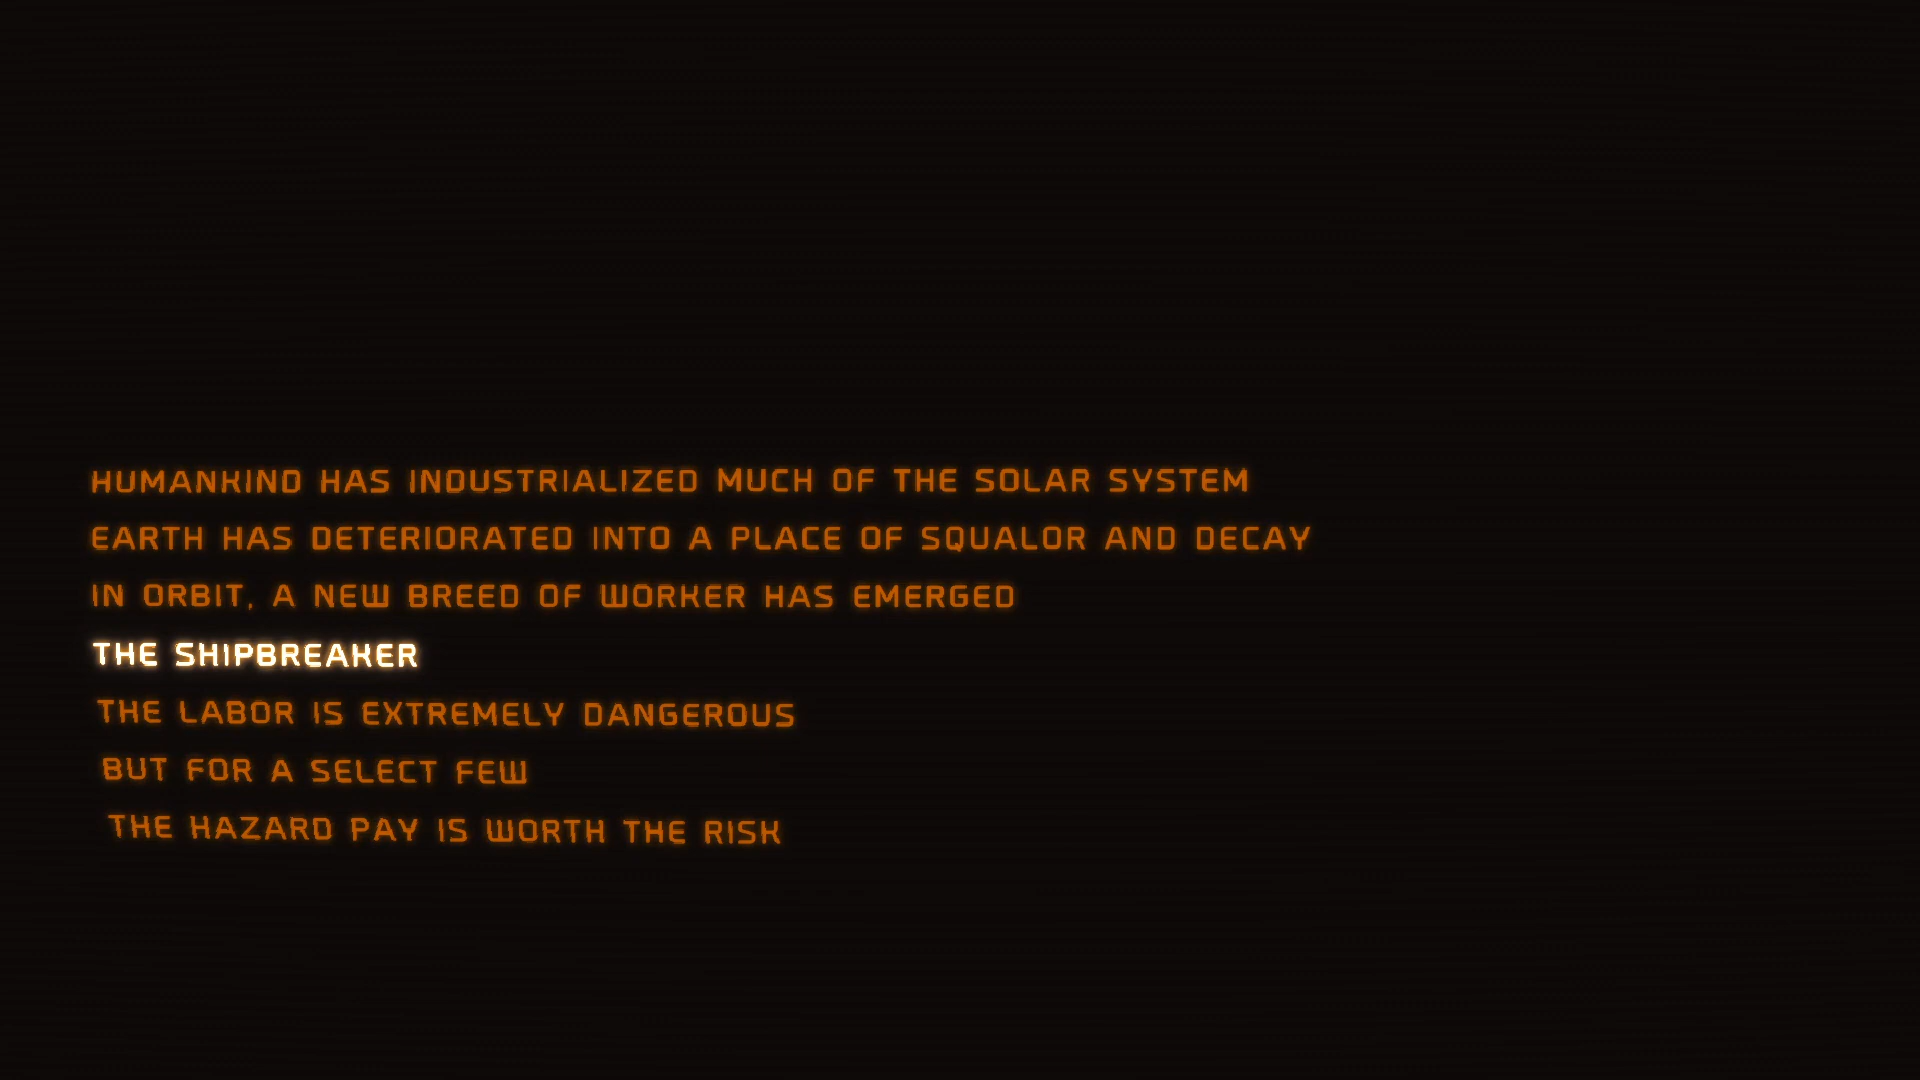 HUMANKIND HAS INDUSTRIALIZED MUCH OF THE SOLAR SYSTEM
EARTH HAS DETERIORATED INTO A PLACE OF SQUALOR AND DECAY
IN ORBIT, A NEW BREED OF WORKER HAS EMERGED
THE SHIPBREAKER
THE LABOR IS EXTREMELY DANGEROUS
BUT FOR A SELECT FEW
THE HAZARD PAY IS WORTH THE RISK